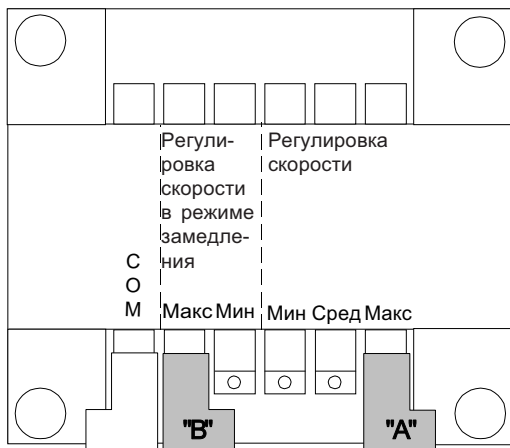 Регули-
ровка
скорости
в режиме
замедле-
ния
Регулировка
скорости
С
О
М
Макс Мин
Мин Сред Макс
"B"
"A"